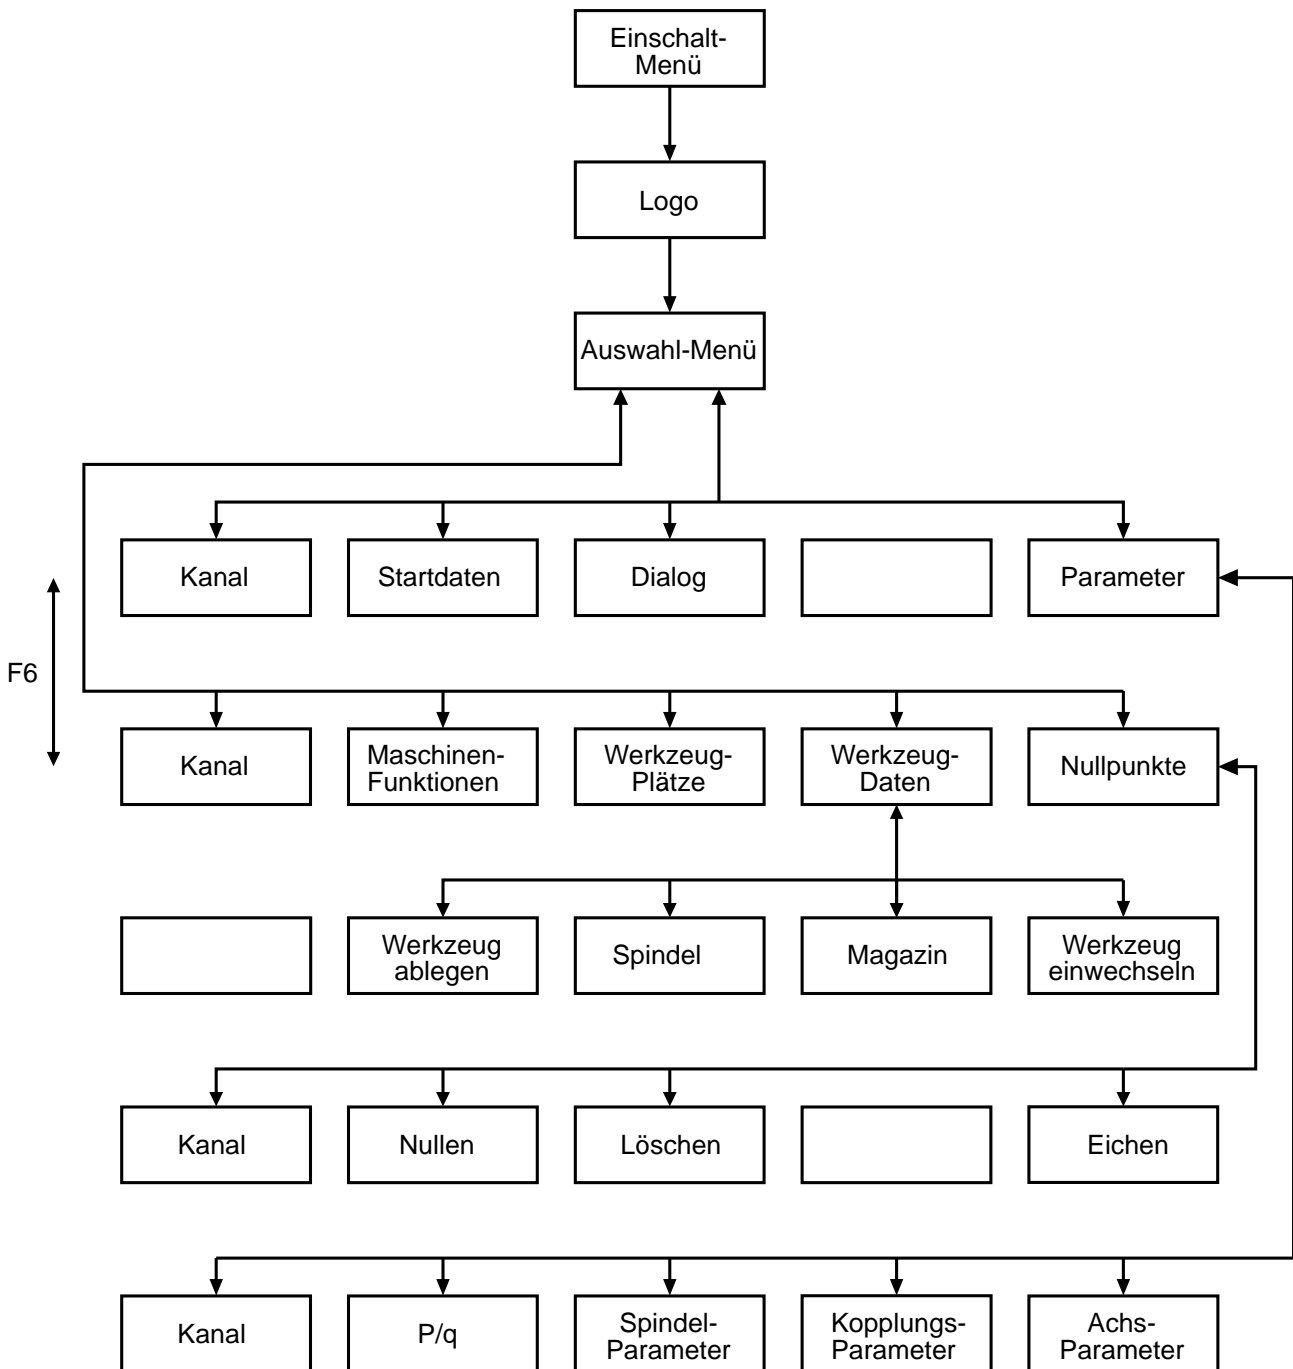 Einschalt-
Menü
Logo
Auswahl-Menü
Kanal
Startdaten
Dialog
Parameter
F6
Kanal
Maschinen-
Funktionen
Werkzeug-
Plätze
Werkzeug-
Daten
Nullpunkte
Werkzeug
ablegen
Spindel
Magazin
Werkzeug
einwechseln
Kanal
Nullen
Löschen
Eichen
Kanal
P/q
Spindel-
Parameter
Kopplungs-
Parameter
Achs-
Parameter